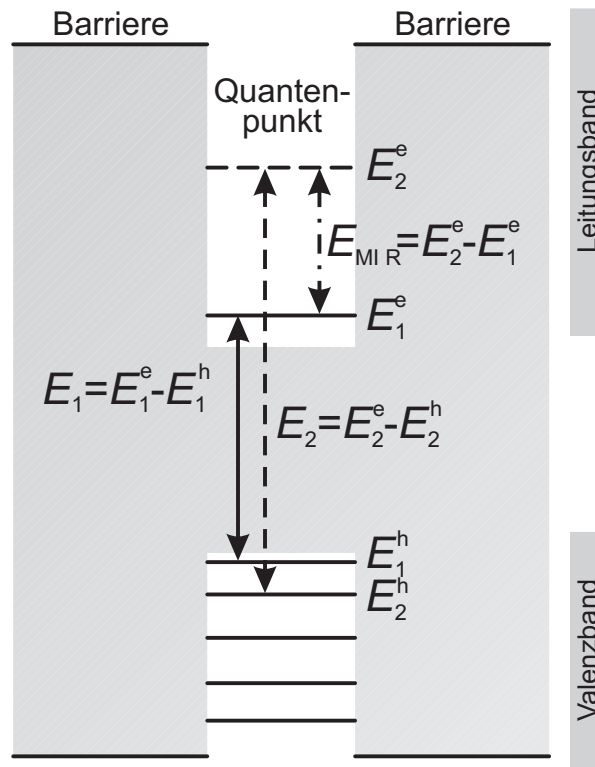 Barriere
Barriere
Quanten-
punkt
E₂ᵉ
E_MIR=E₂ᵉ-E₁ᵉ
E₁ᵉ
E₁=E₁ᵉ-E₁ʰ
E₂=E₂ᵉ-E₂ʰ
E₁ʰ
E₂ʰ
Leitungsband
Valenzband